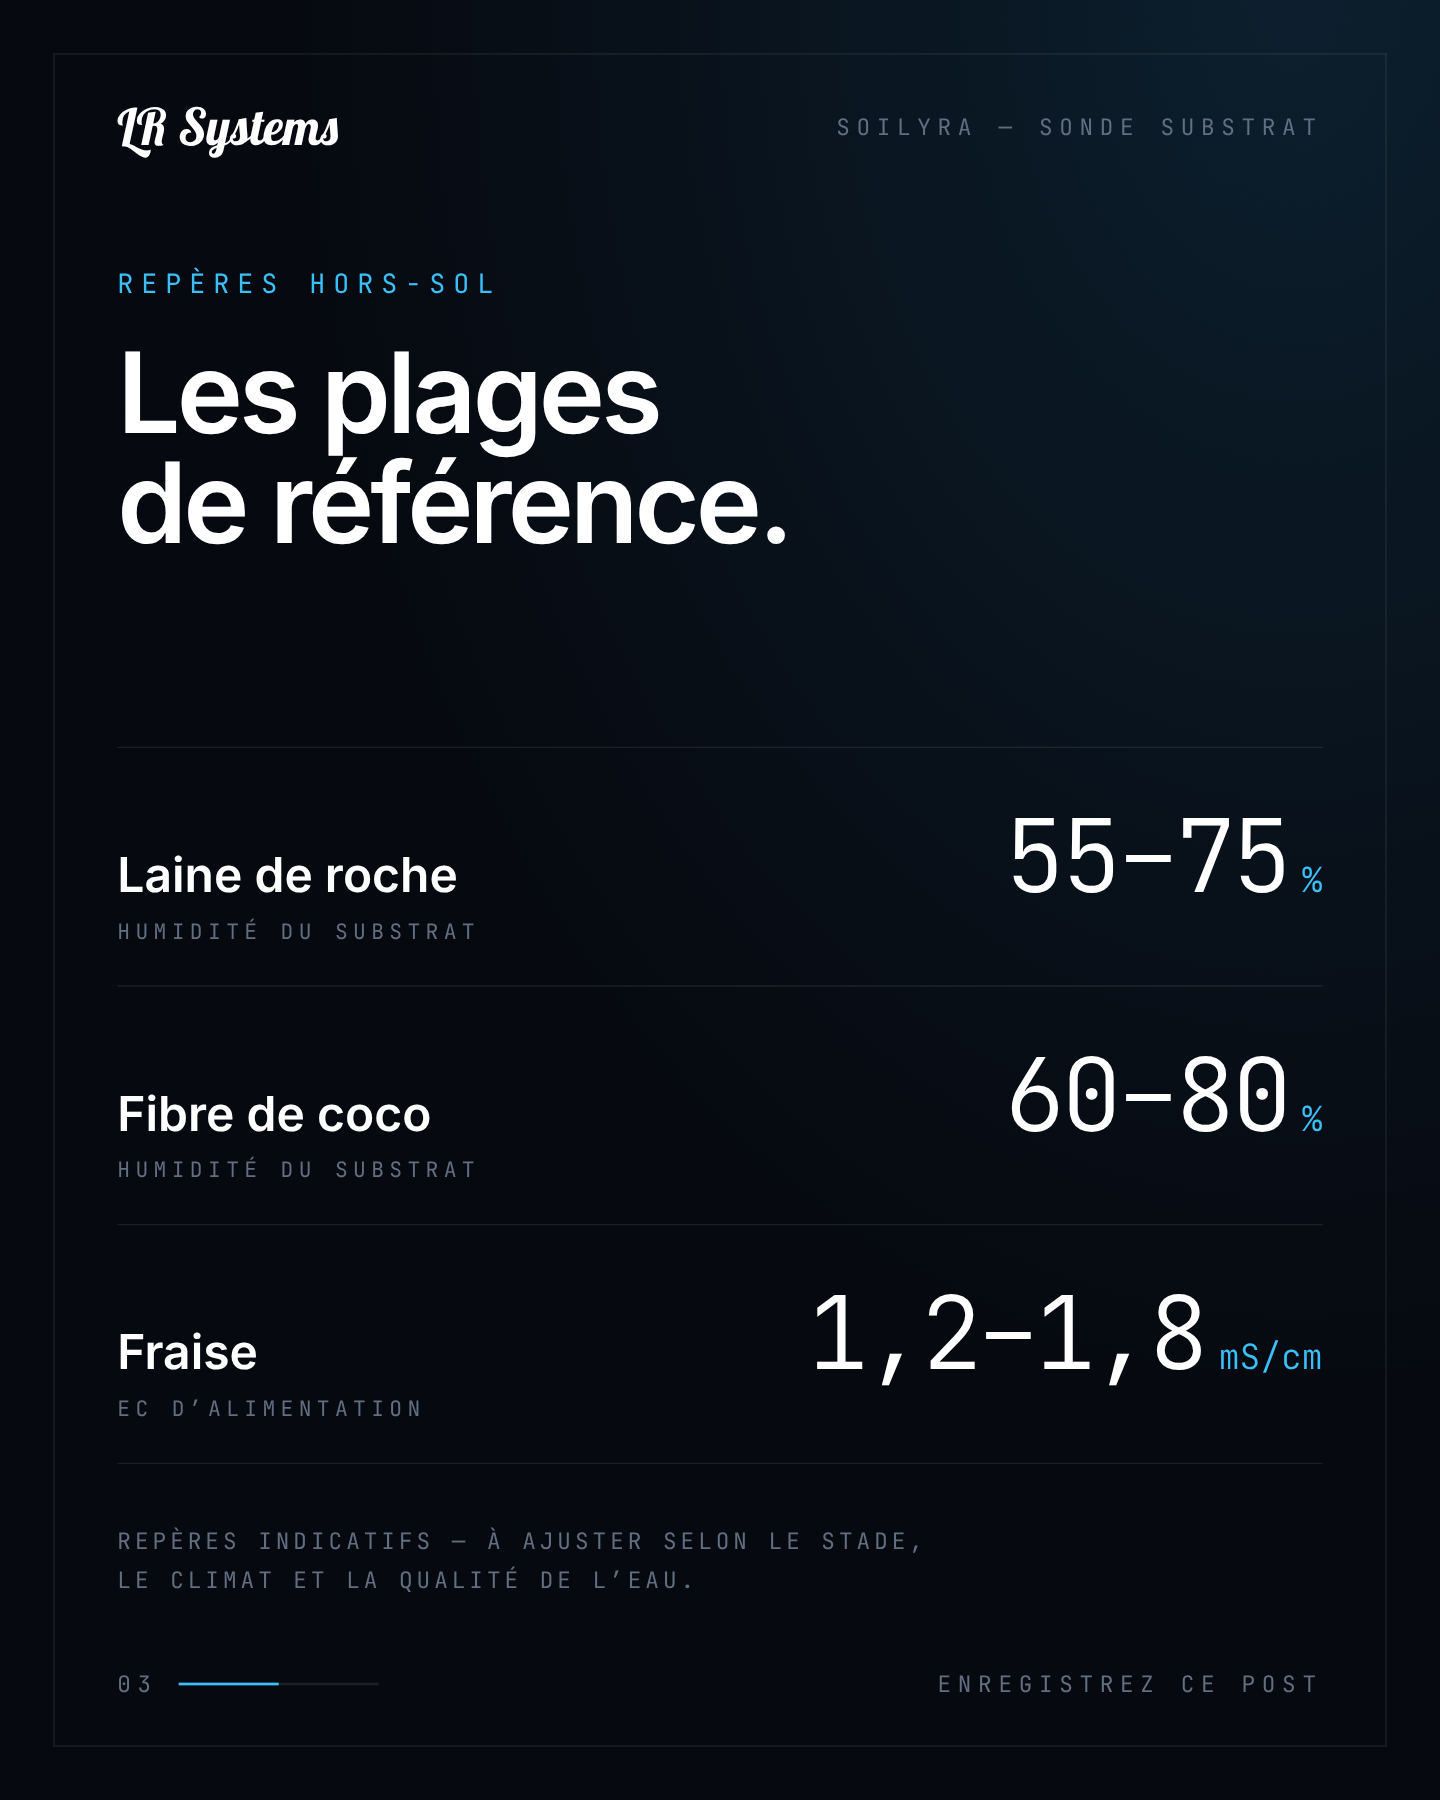 LR Systems
SOILYRA — SONDE SUBSTRAT
REPÈRES HORS-SOL
Les plages
de référence.
Laine de roche
55–75 %
HUMIDITÉ DU SUBSTRAT
Fibre de coco
60–80 %
HUMIDITÉ DU SUBSTRAT
Fraise
1,2–1,8 mS/cm
EC D’ALIMENTATION
REPÈRES INDICATIFS — À AJUSTER SELON LE STADE,
LE CLIMAT ET LA QUALITÉ DE L’EAU.
03
ENREGISTREZ CE POST